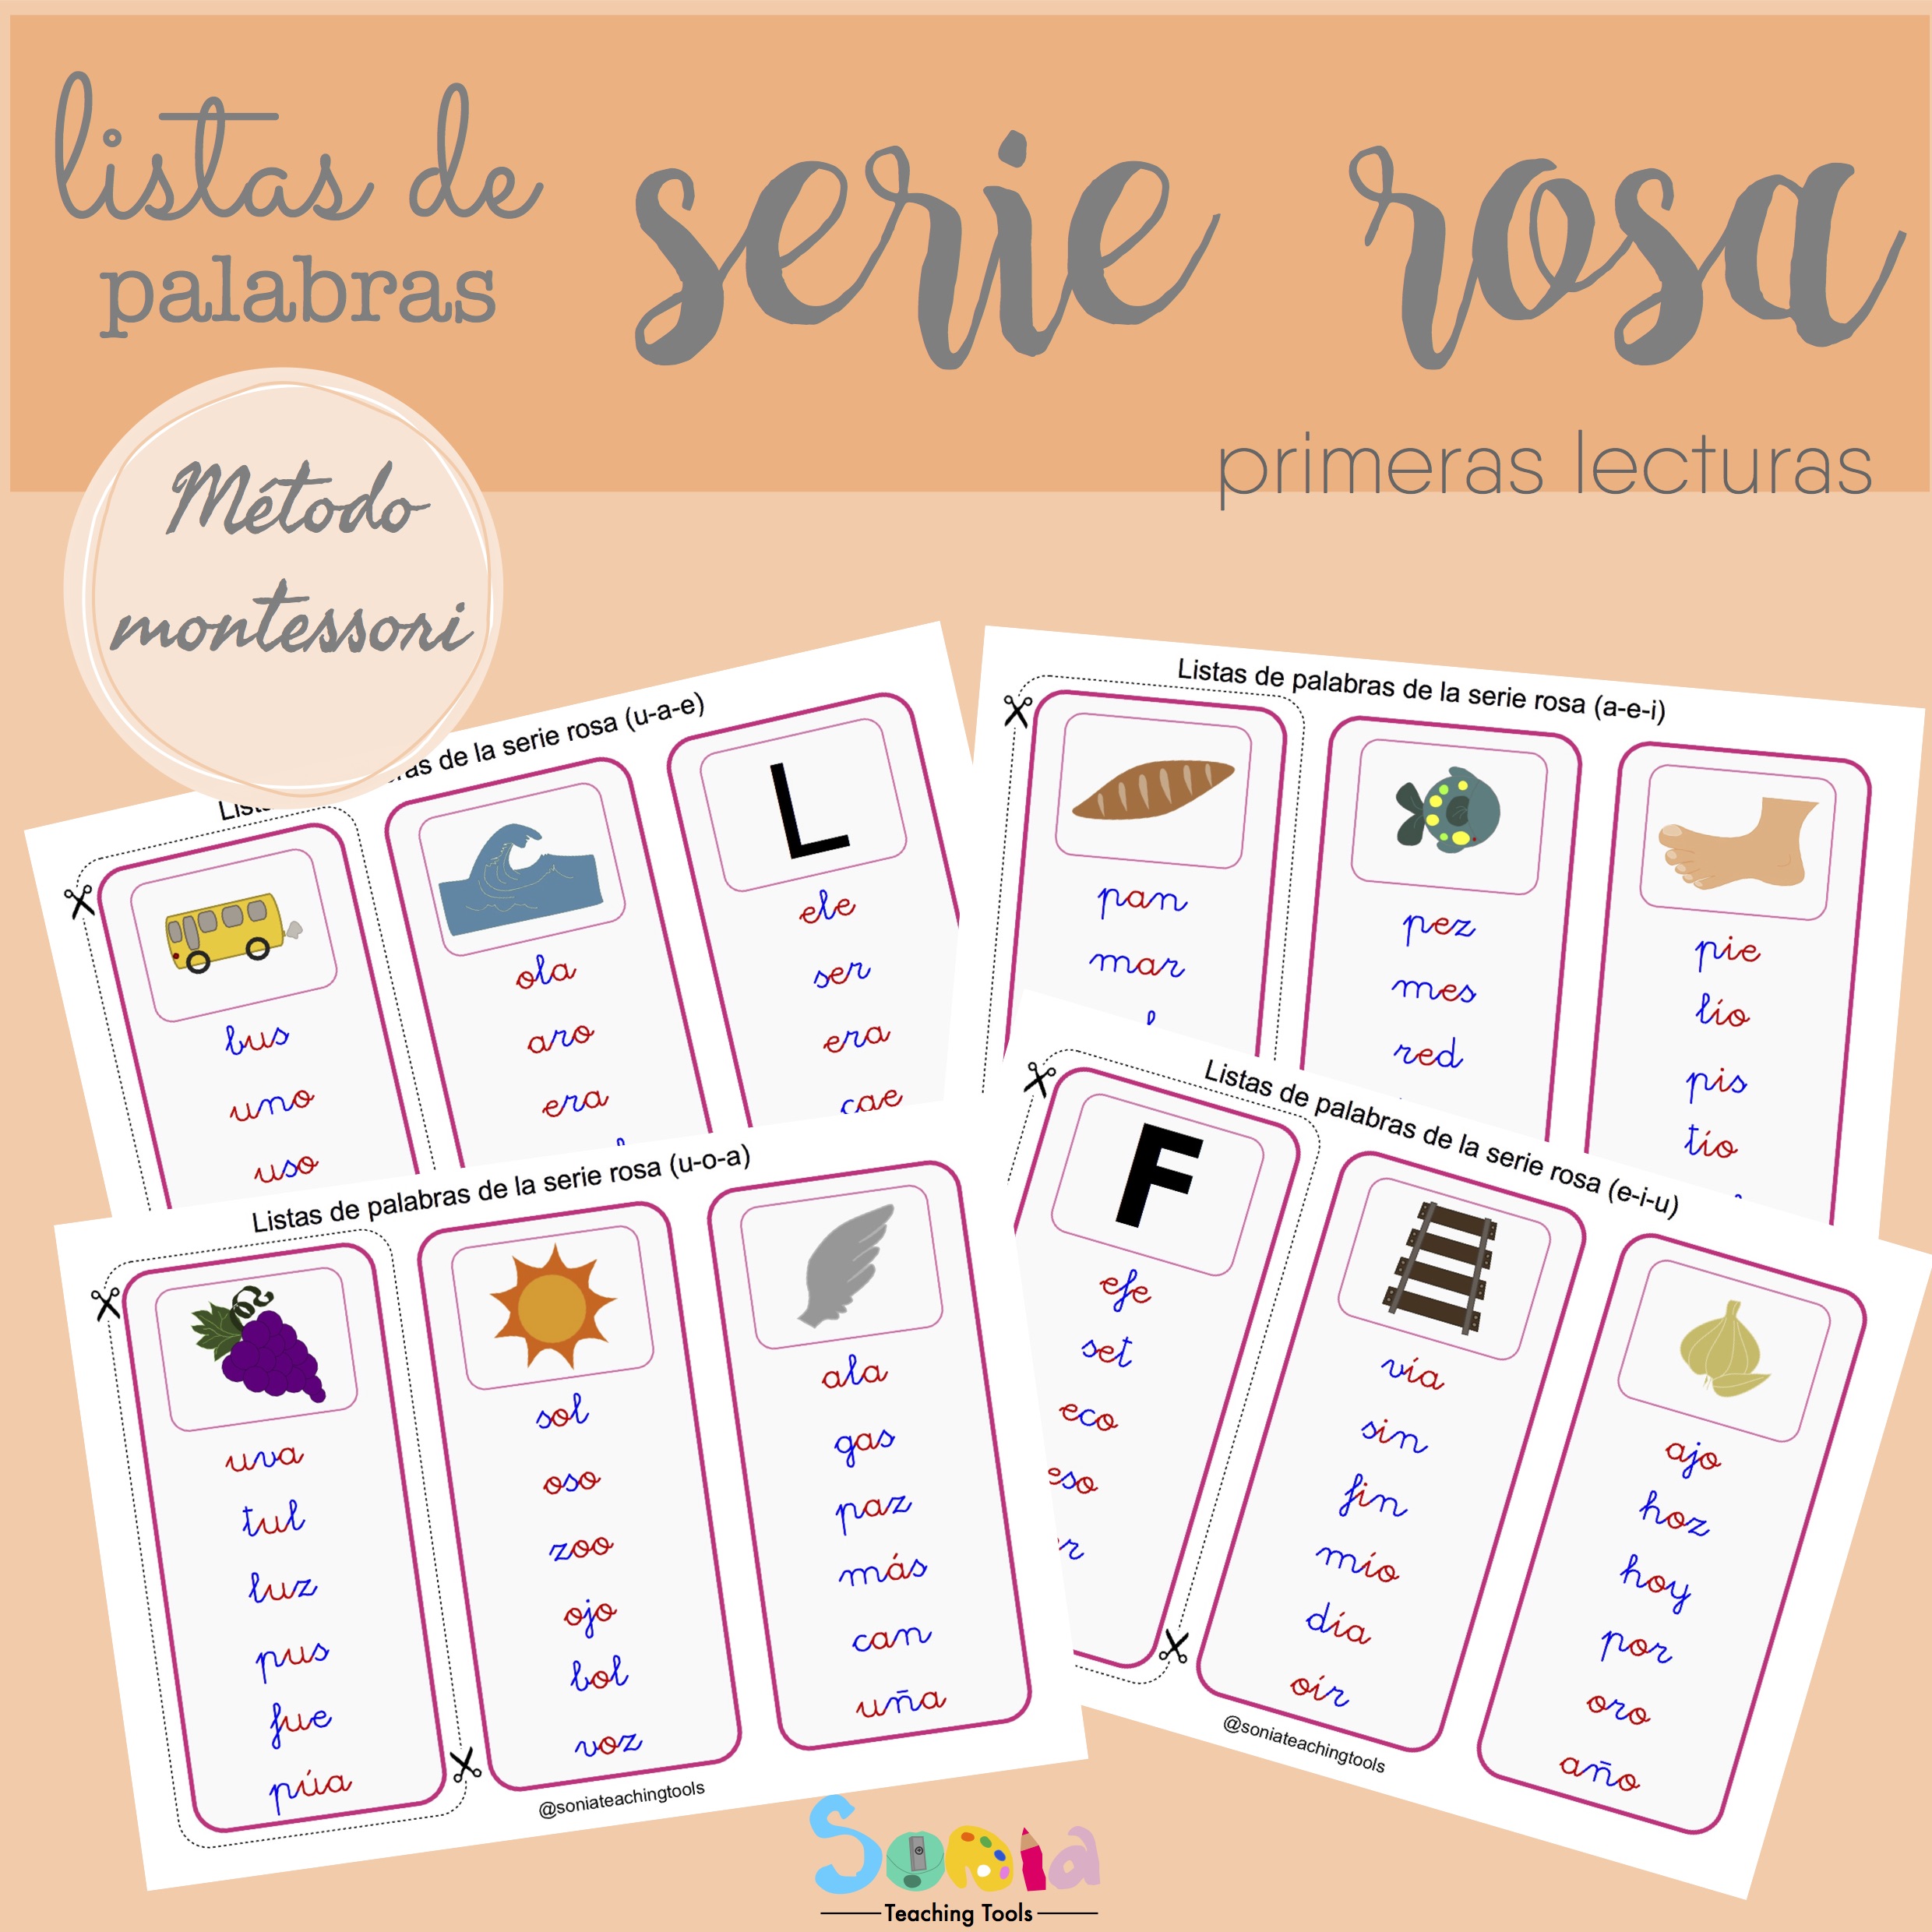 listas de
palabras
serie rosa
primeras lecturas
Método
montessori
de la serie rosa (u-a-e)
bus
uno
uso
ola
aro
era
L
ele
ser
era
cae
Listas de palabras de la serie rosa (a-e-i)
pan
mar
pez
mes
red
pie
lío
pis
tío
Listas de palabras de la serie rosa (u-o-a)
uva
tul
luz
pus
fue
púa
sol
oso
zoo
ojo
bol
voz
ala
gas
paz
más
can
uña
@soniateachingtools
Listas de palabras de la serie rosa (e-i-u)
F
efe
set
eco
eso
vía
sin
fin
mío
día
oír
ajo
hoz
hoy
por
oro
año
@soniateachingtools
Sonia
Teaching Tools